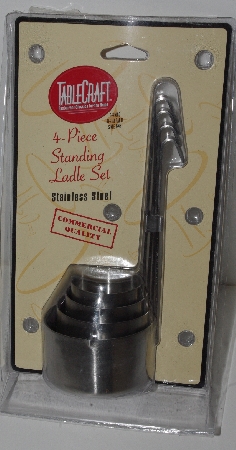 TABLECRAFT
4-Piece
Standing
Ladle Set
Stainless Steel
COMMERCIAL
QUALITY